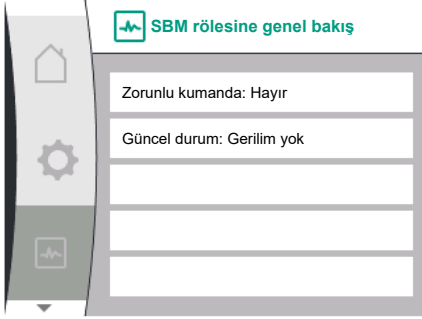 SBM rölesine genel bakış
Zorunlu kumanda: Hayır
Güncel durum: Gerilim yok